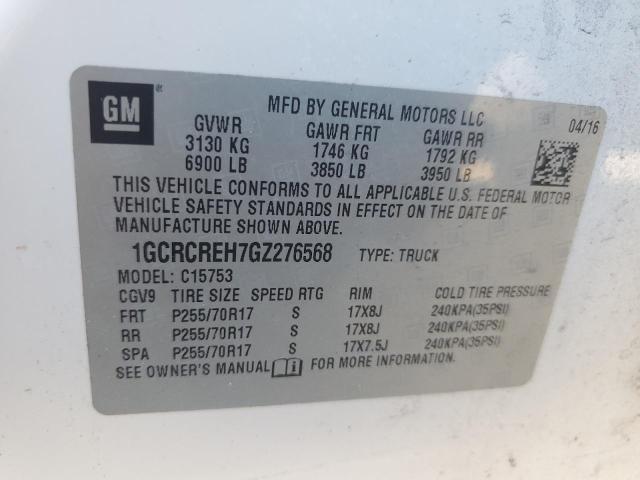 GM
MFD BY GENERAL MOTORS LLC
04/16
GVWR GAWR FRT GAWR RR
3130 KG 1746 KG 1792 KG
6900 LB 3850 LB 3950 LB
THIS VEHICLE CONFORMS TO ALL APPLICABLE U.S. FEDERAL MOTOR
VEHICLE SAFETY STANDARDS IN EFFECT ON THE DATE OF
MANUFACTURE SHOWN ABOVE.
1GCRCREH7GZ276568 TYPE: TRUCK
MODEL: C15753
CGV9 TIRE SIZE SPEED RTG RIM COLD TIRE PRESSURE
FRT P255/70R17 S 17X8J 240KPA(35PSI)
RR P255/70R17 S 17X8J 240KPA(35PSI)
SPA P255/70R17 S 17X7.5J 240KPA(35PSI)
SEE OWNER'S MANUAL FOR MORE INFORMATION.